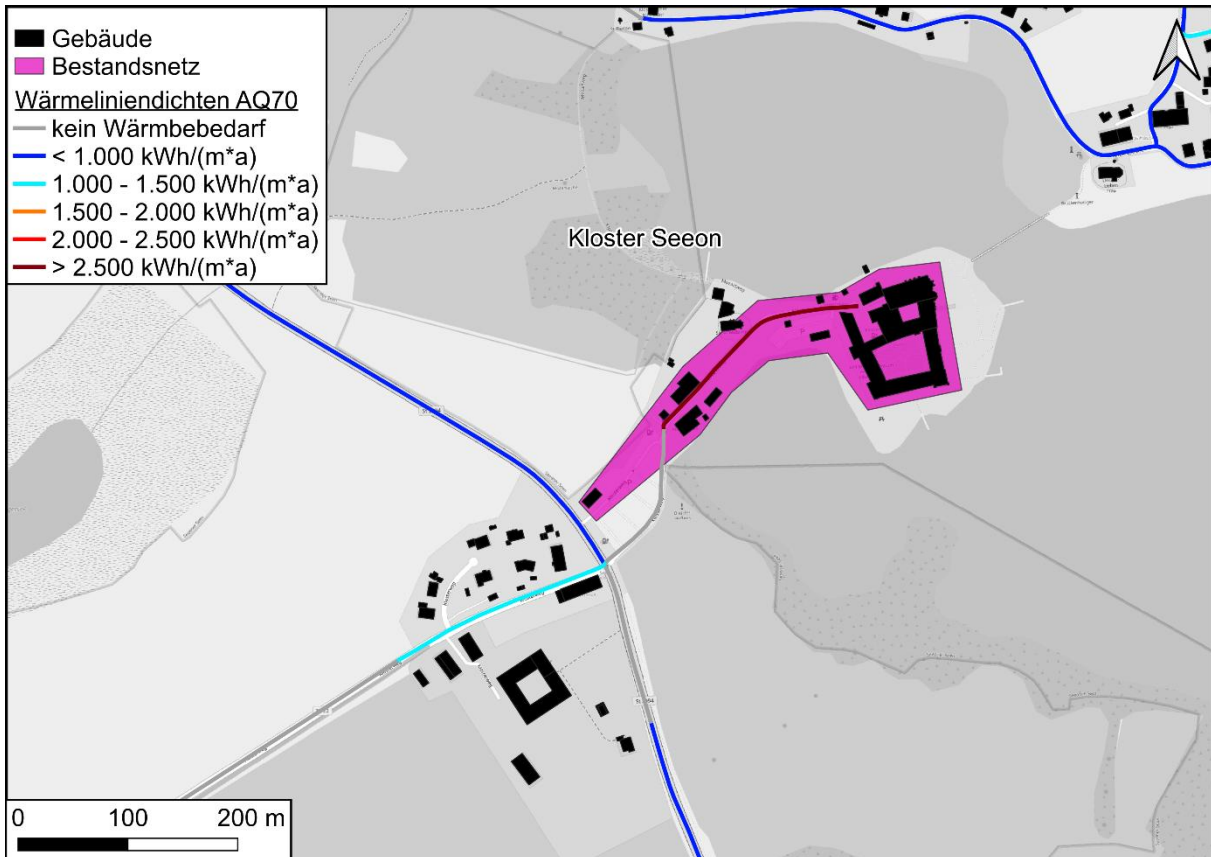 Gebäude
Bestandsnetz
Wärmeliniendichten AQ70
kein Wärmbebedarf
< 1.000 kWh/(m*a)
1.000 - 1.500 kWh/(m*a)
1.500 - 2.000 kWh/(m*a)
2.000 - 2.500 kWh/(m*a)
> 2.500 kWh/(m*a)
Kloster Seeon
0 100 200 m